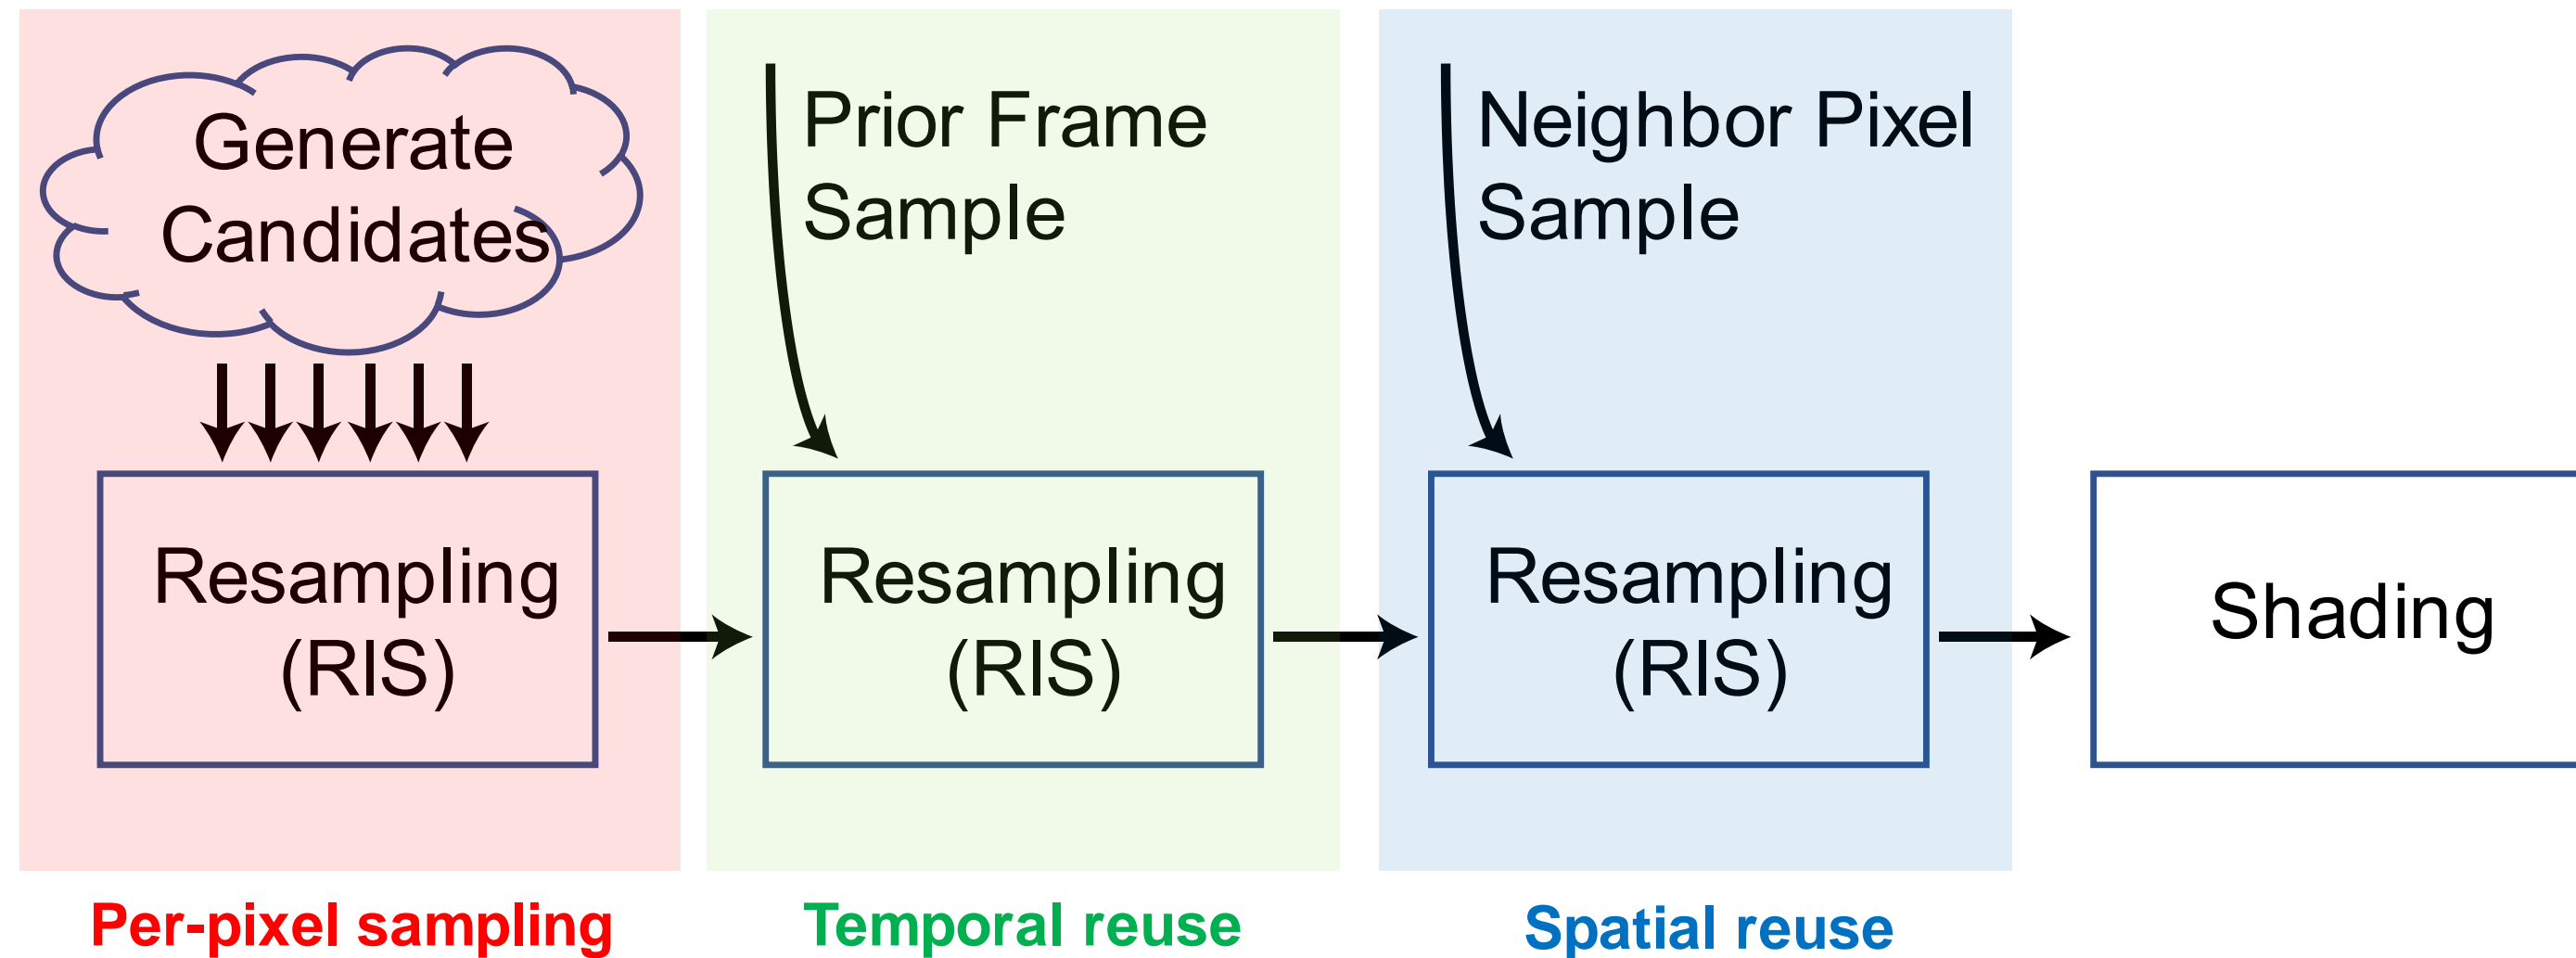 Generate
Candidates
Resampling
(RIS)
Per-pixel sampling
Prior Frame
Sample
Resampling
(RIS)
Temporal reuse
Neighbor Pixel
Sample
Resampling
(RIS)
Spatial reuse
Shading